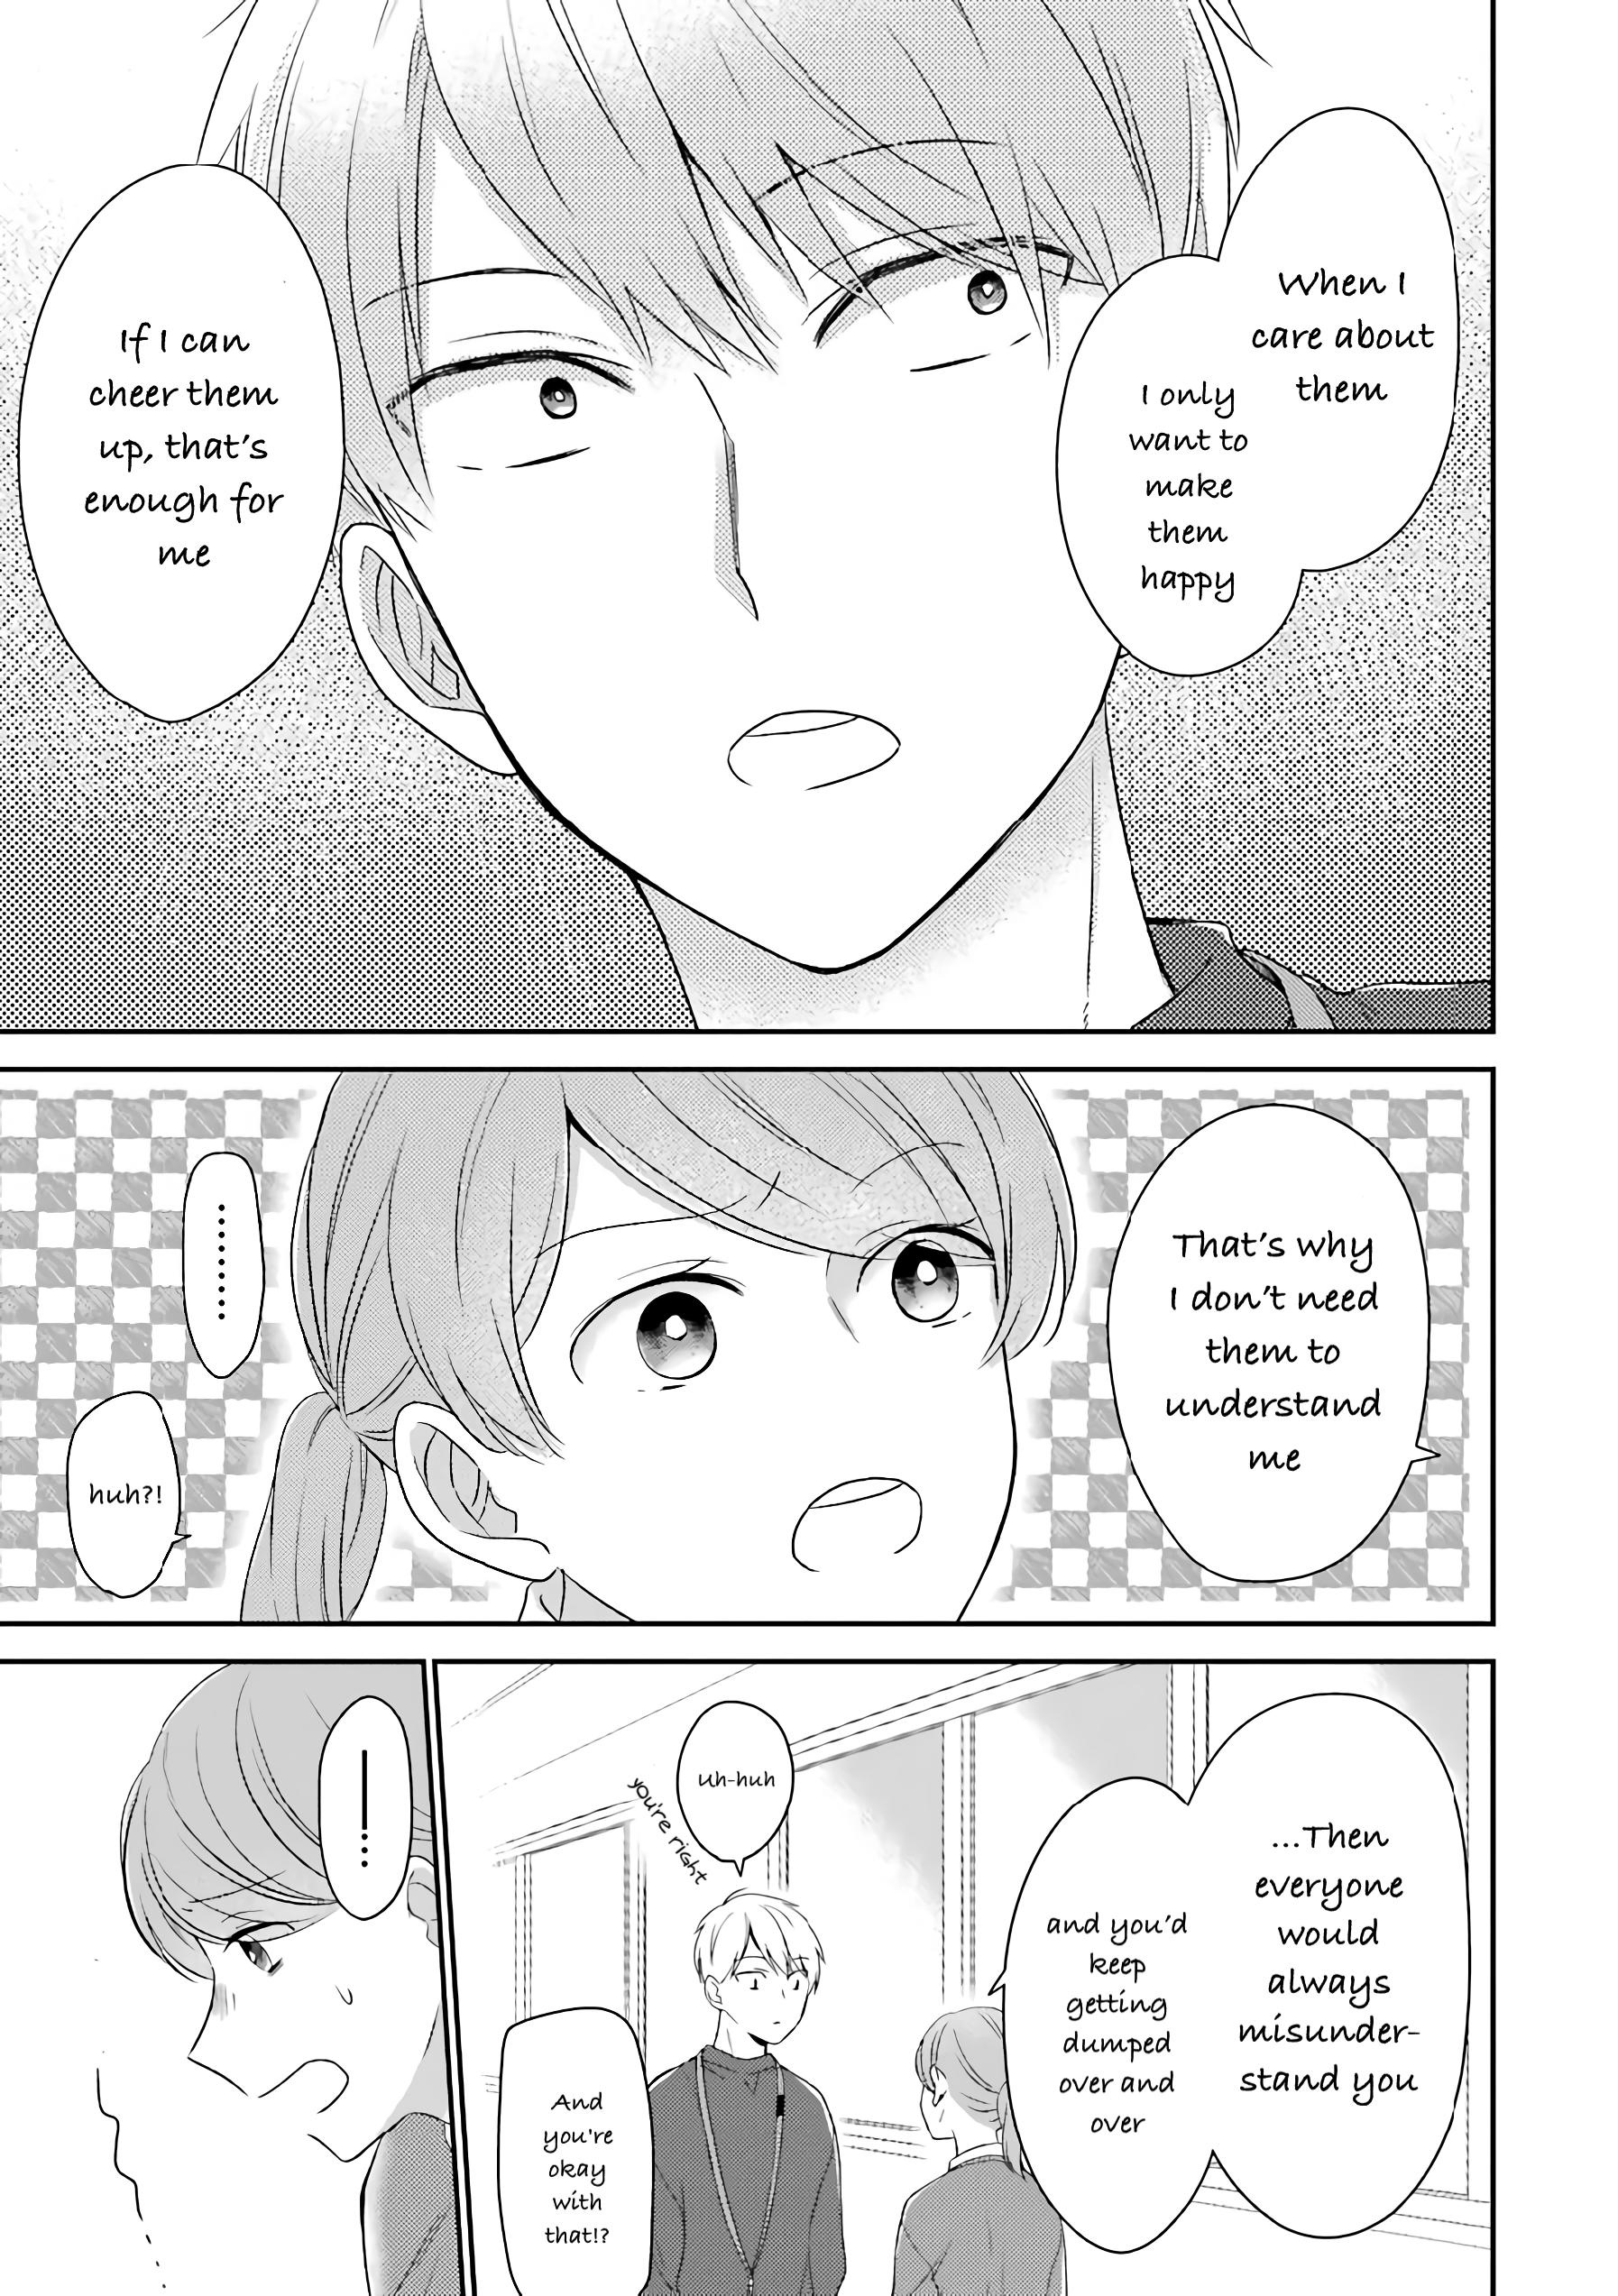 When I
care about
them
I only
want to
make
them
happy
If I can
cheer them
up, that's
enough for
me
That's why
I don't need
them to
understand
me
.........
huh?!
...Then
everyone
would
always
misunder-
stand you
and you'd
keep
getting
dumped
over and
over
Uh-huh
you're right
And
you're
okay
with
that!?
—...